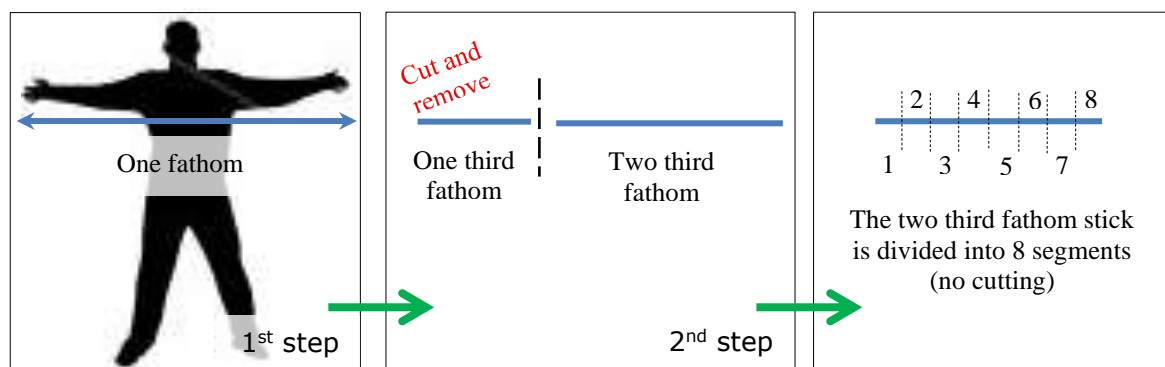 One fathom
1st step
Cut and
remove
One third
fathom
Two third
fathom
2nd step
2 4 6 8
1 3 5 7
The two third fathom stick
is divided into 8 segments
(no cutting)